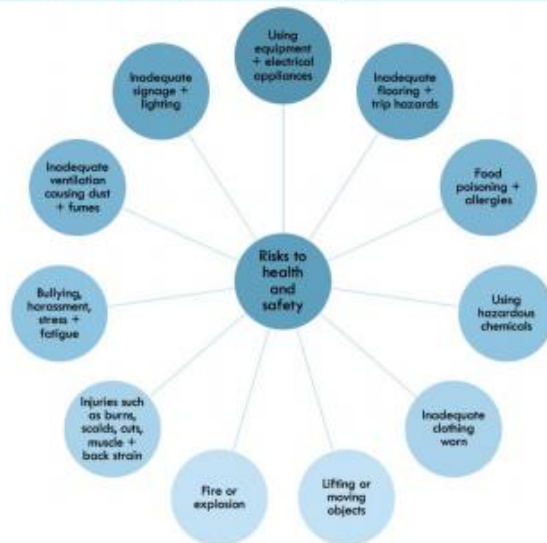 Using
equipment
+ electrical
appliances
Inadequate
flooring +
trip hazards
Food
poisoning +
allergies
Using
hazardous
chemicals
Inadequate
clothing
worn
Lifting or
moving
objects
Fire or
explosion
Injuries such
as burns,
scalds, cuts,
muscle +
back strain
Bullying,
harassment,
stress +
fatigue
Inadequate
ventilation
causing dust
+ fumes
Inadequate
signage +
lighting
Risks to
health
and
safety